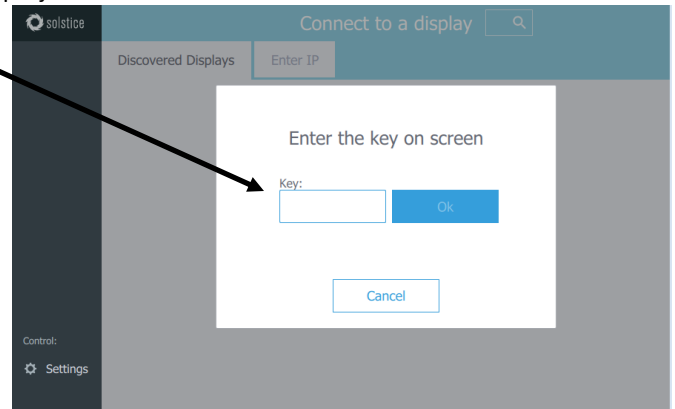 solstice
Connect to a display
Discovered Displays
Enter IP
Enter the key on screen
Key:
Ok
Cancel
Control:
Settings